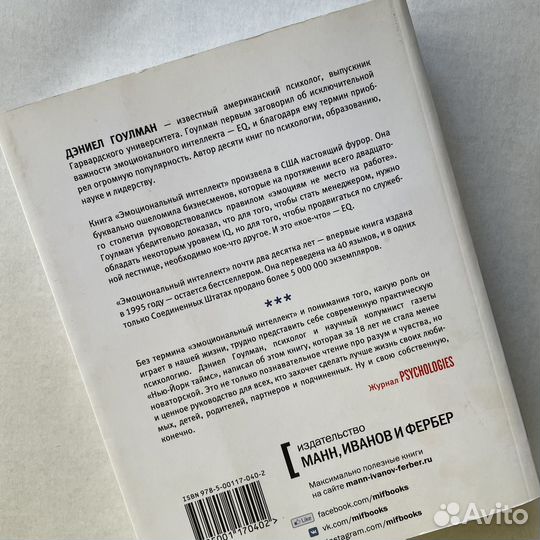 ДЭНИЕЛ ГОУЛМАН — известный американский психолог, выпускник
Гарвардского университета. Гоулман первым заговорил об исключительной
важности эмоционального интеллекта — EQ, и благодаря ему термин приоб-
рел огромную популярность. Автор десяти книг по психологии, образованию,
науке и лидерству.
Книга «Эмоциональный интеллект» произвела в США настоящий фурор. Она
буквально ошеломила бизнесменов, которые на протяжении всего двадцато-
го столетия руководствовались правилом «эмоциям не место на работе».
Гоулман убедительно доказал, что для того, чтобы стать менеджером, нужно
обладать некоторым уровнем IQ, но для того, чтобы продвигаться по служеб-
ной лестнице, необходимо кое-что другое. И это «кое-что» — EQ.
«Эмоциональный интеллект» почти два десятка лет — впервые книга издана
в 1995 году — остается бестселлером. Она переведена на 40 языков, и в одних
только Соединенных Штатах продано более 5 000 000 экземпляров.
***
Без термина «эмоциональный интеллект» и понимания того, какую роль он
играет в нашей жизни, трудно представить себе современную практическую
психологию. Дэниел Гоулман, психолог и научный колумнист газеты
«Нью-Йорк таймс», написал об этом книгу, которая за 18 лет не стала менее
новаторской. Это не только познавательное чтение про разум и чувства, но
и ценное руководство для всех, кто захочет сделать лучше жизнь своих люби-
мых, детей, родителей, партнеров и подчиненных. Ну и свою собственную,
конечно.
Журнал PSYCHOLOGIES
издательство
МАНН, ИВАНОВ И ФЕРБЕР
Максимально полезные книги
на сайте mann-ivanov-ferber.ru
ISBN 978-5-00117-040-2
Like
facebook.com/mifbooks
vk.com/mifbooks
instagram.com/mifbooks
Avito